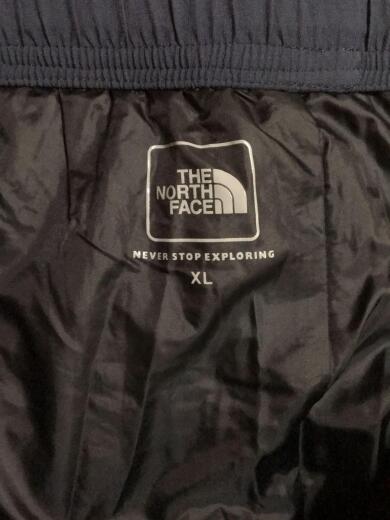 THE
NORTH
FACE
NEVER STOP EXPLORING
XL